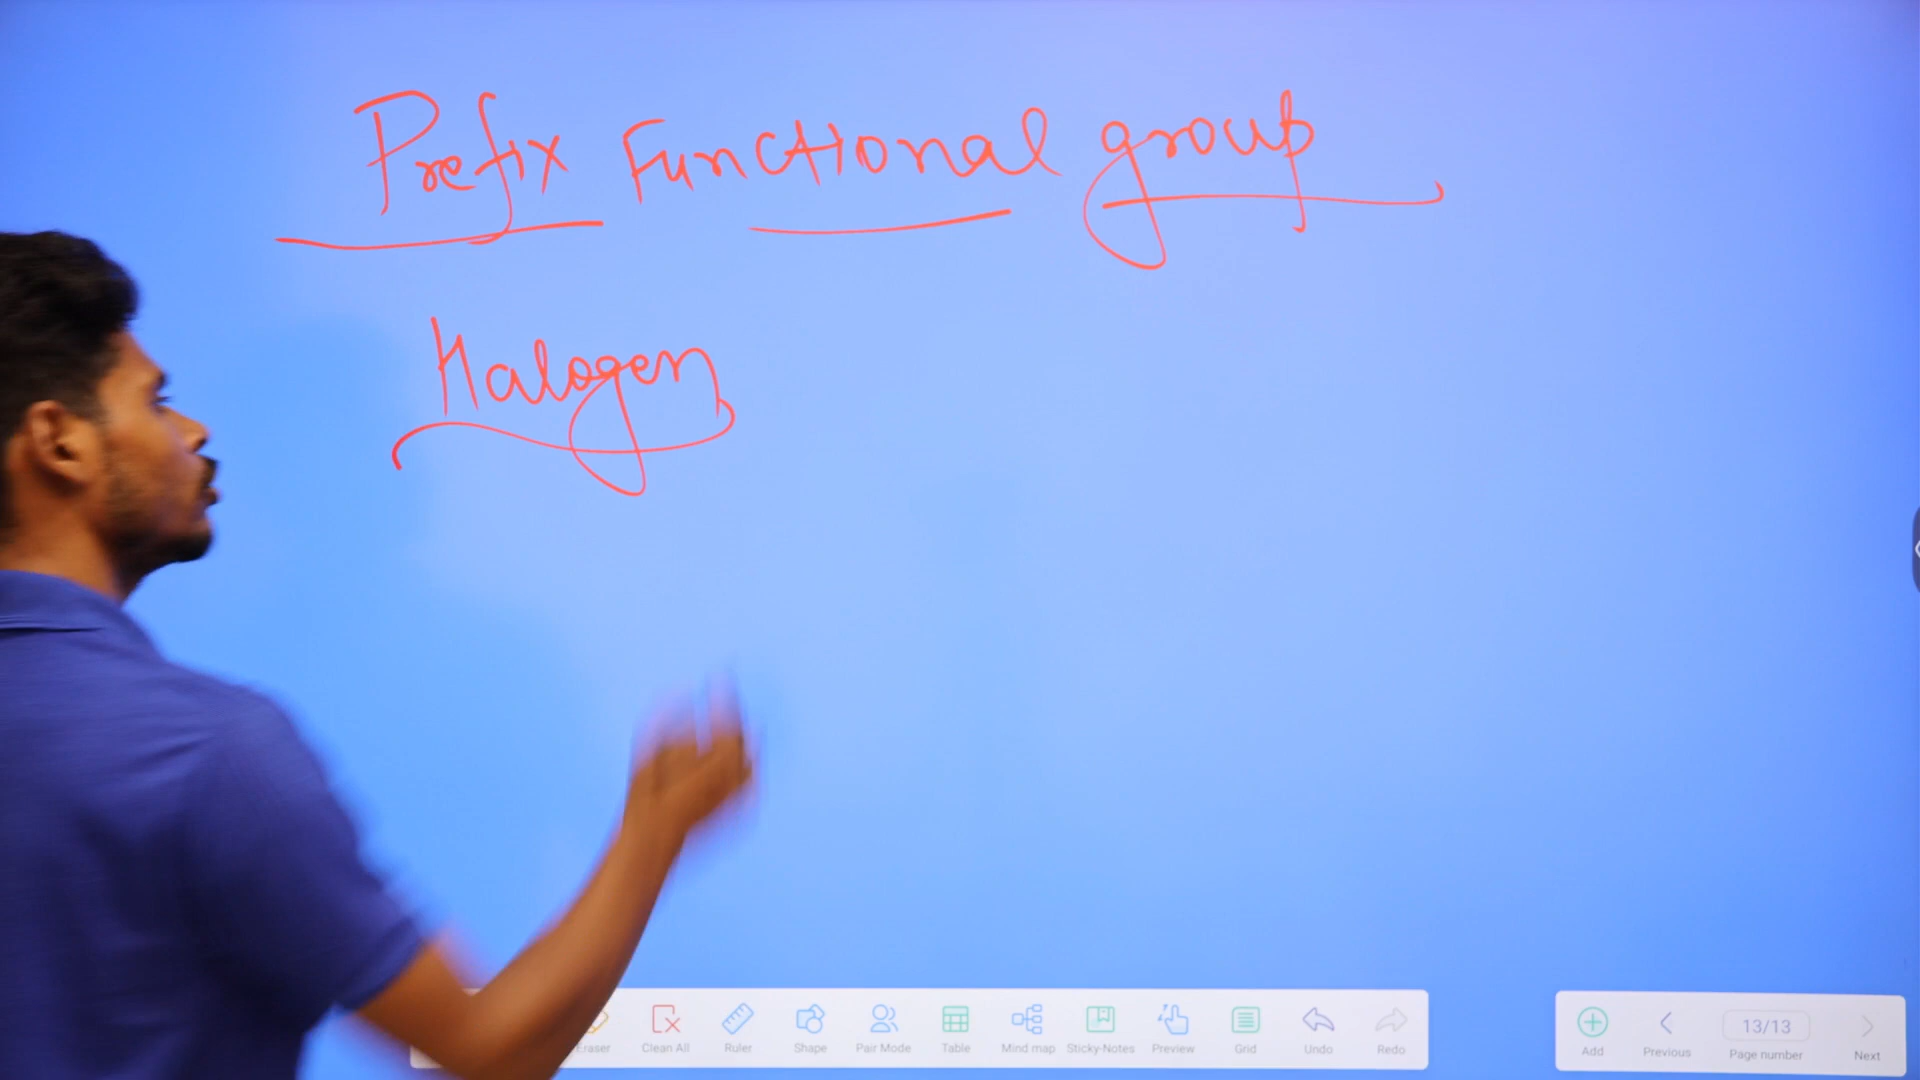 Prefix Functional group
Halogen
Eraser
Clean All
Ruler
Shape
Pair Mode
Table
Mind map
Sticky-Notes
Preview
Grid
Undo
Redo
Add
Previous
13/13
Page number
Next